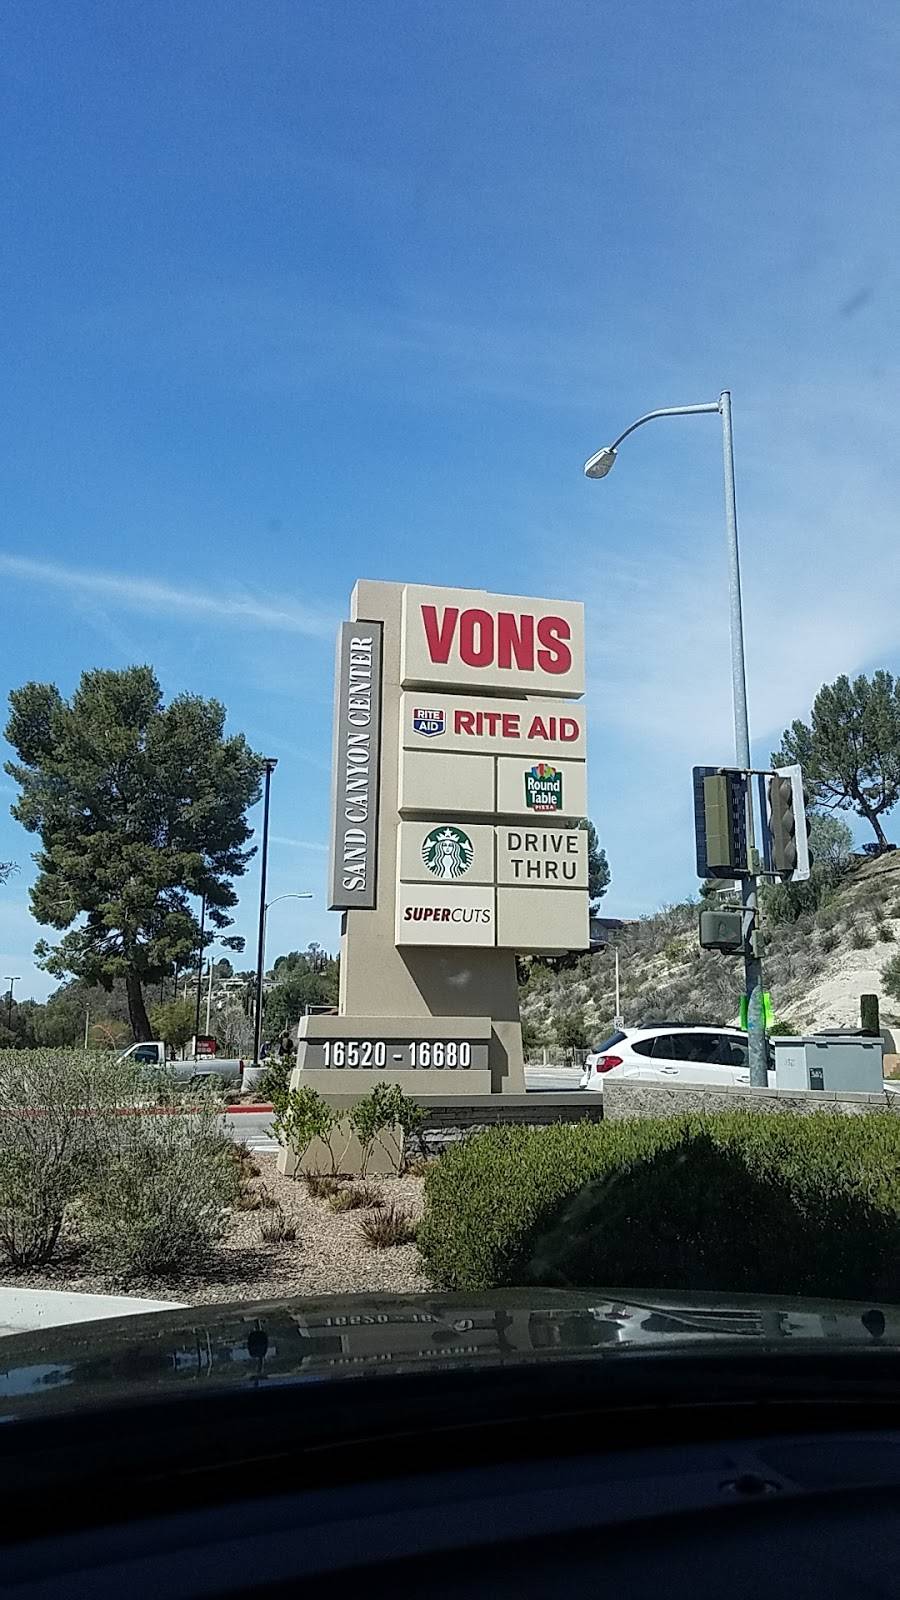 SAND CANYON CENTER
VONS
RITE AID
RITE AID
Round
Table
PIZZA
DRIVE
THRU
SUPERCUTS
16520 - 16680